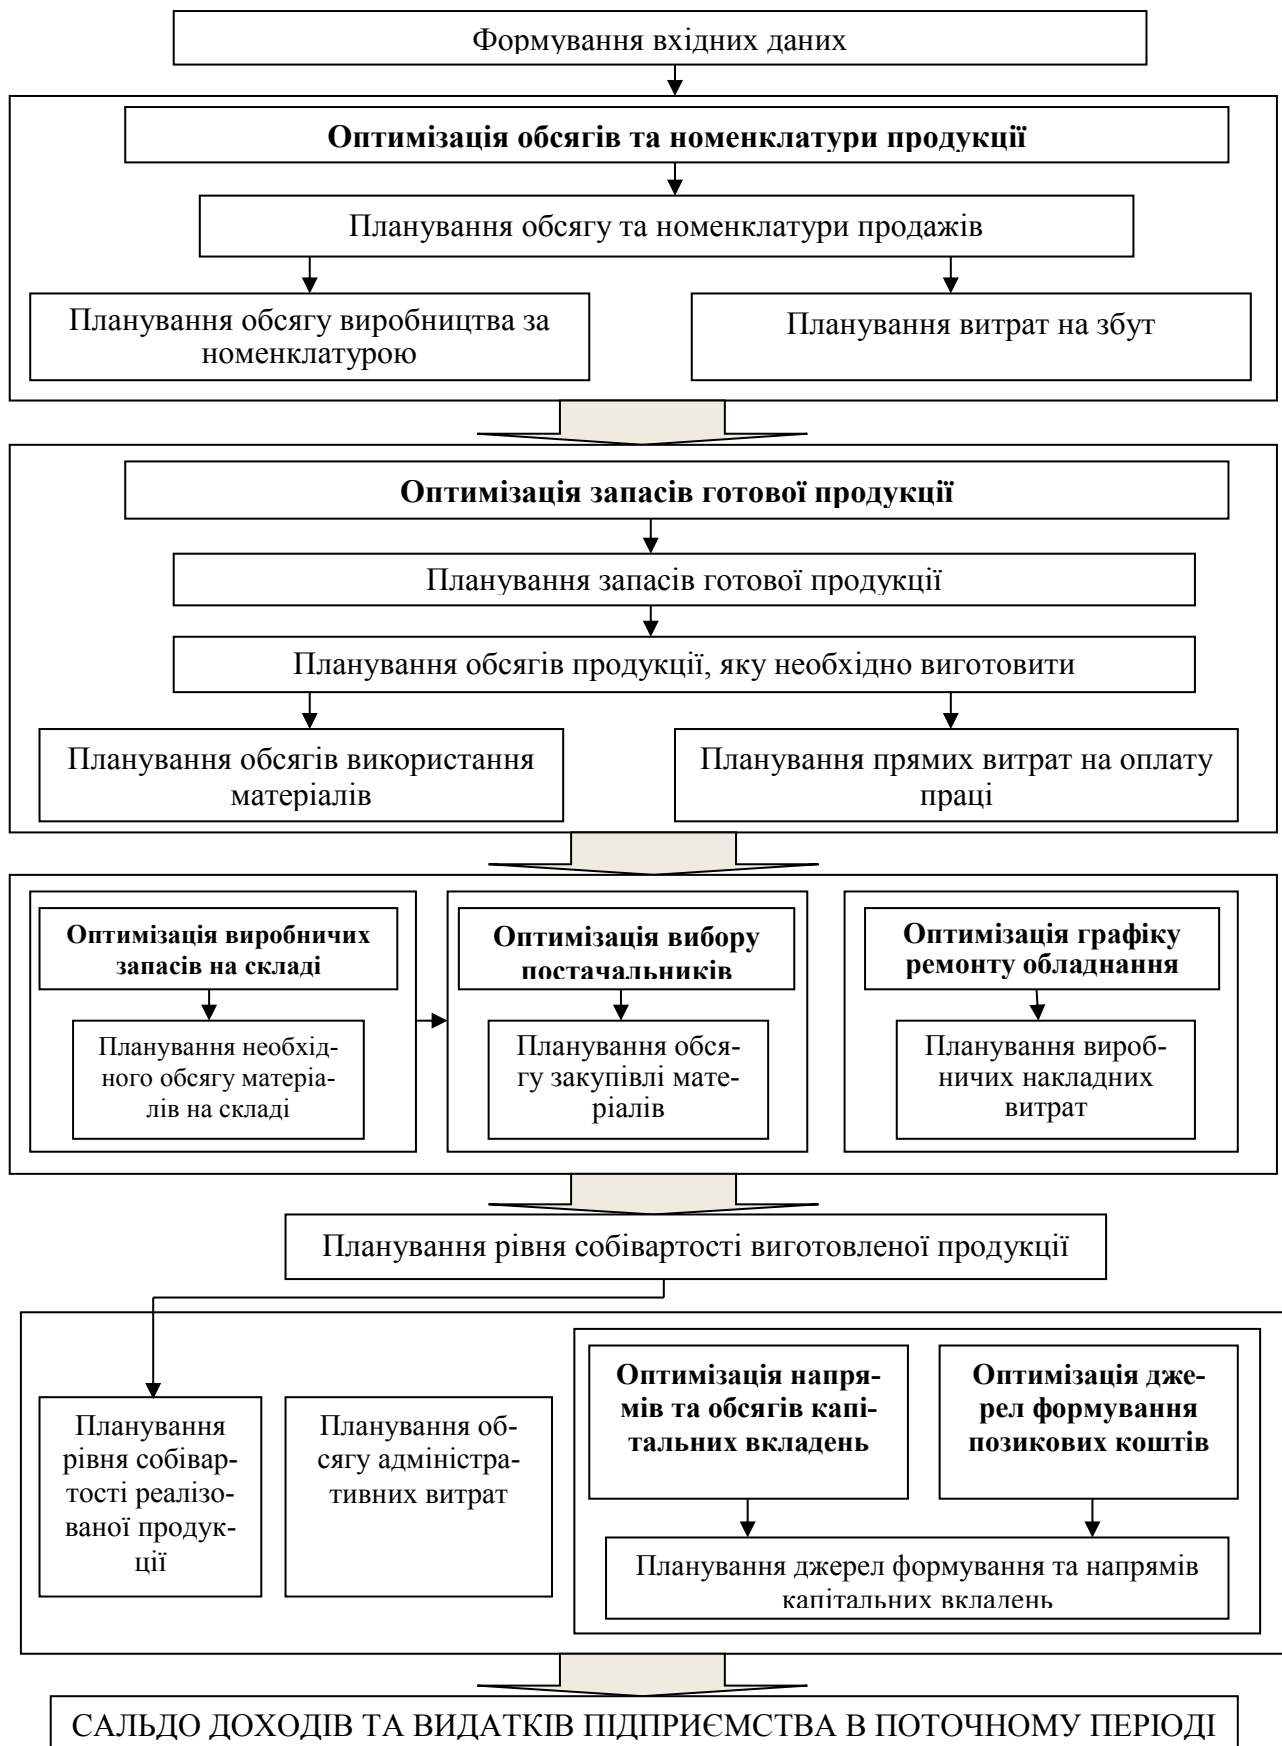 Формування вхідних даних
Оптимізація обсягів та номенклатури продукції
Планування обсягу та номенклатури продажів
Планування обсягу виробництва за
номенклатурою
Планування витрат на збут
Оптимізація запасів готової продукції
Планування запасів готової продукції
Планування обсягів продукції, яку необхідно виготовити
Планування обсягів використання
матеріалів
Планування прямих витрат на оплату
праці
Оптимізація виробничих
запасів на складі
Планування необхід-
ного обсягу матеріа-
лів на складі
Оптимізація вибору
постачальників
Планування обся-
гу закупівлі мате-
ріалів
Оптимізація графіку
ремонту обладнання
Планування вироб-
ничих накладних
витрат
Планування рівня собівартості виготовленої продукції
Планування
рівня собівар-
тості реалізо-
ваної продук-
ції
Планування об-
сягу адміністра-
тивних витрат
Оптимізація напря-
мів та обсягів капі-
тальних вкладень
Оптимізація дже-
рел формування
позикових коштів
Планування джерел формування та напрямів
капітальних вкладень
САЛЬДО ДОХОДІВ ТА ВИДАТКІВ ПІДПРИЄМСТВА В ПОТОЧНОМУ ПЕРІОДІ